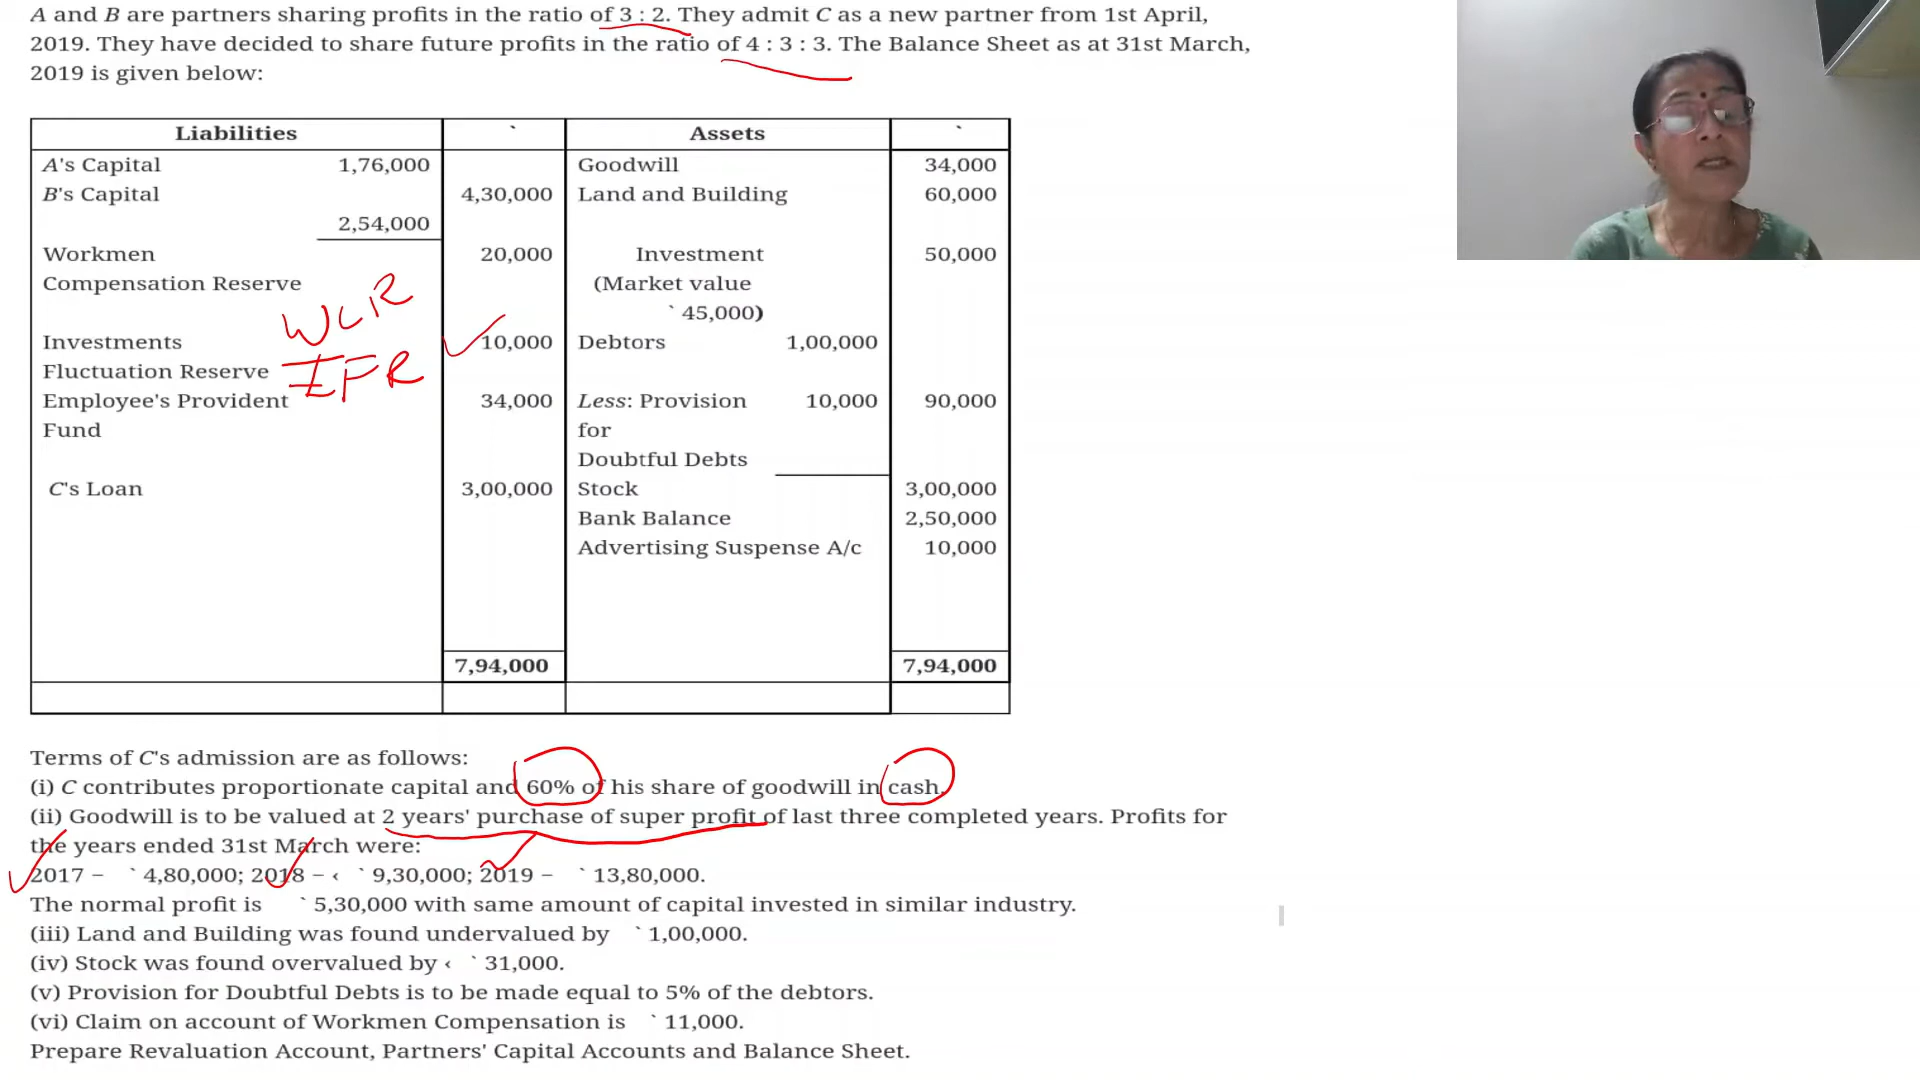 A and B are partners sharing profits in the ratio of 3 : 2. They admit C as a new partner from 1st April,
2019. They have decided to share future profits in the ratio of 4 : 3 : 3. The Balance Sheet as at 31st March,
2019 is given below:
Liabilities ` Assets `
A's Capital 1,76,000 Goodwill 34,000
B's Capital 4,30,000 Land and Building 60,000
2,54,000
Workmen 20,000 Investment 50,000
Compensation Reserve (Market value
WCR ` 45,000)
Investments 10,000 Debtors 1,00,000
Fluctuation Reserve IFR
Employee's Provident 34,000 Less: Provision 10,000 90,000
Fund for
Doubtful Debts
C's Loan 3,00,000 Stock 3,00,000
Bank Balance 2,50,000
Advertising Suspense A/c 10,000
7,94,000 7,94,000
Terms of C's admission are as follows:
(i) C contributes proportionate capital and 60% of his share of goodwill in cash.
(ii) Goodwill is to be valued at 2 years' purchase of super profit of last three completed years. Profits for
the years ended 31st March were:
2017 – ` 4,80,000; 2018 – ‹ ` 9,30,000; 2019 – ` 13,80,000.
The normal profit is ` 5,30,000 with same amount of capital invested in similar industry.
(iii) Land and Building was found undervalued by ` 1,00,000.
(iv) Stock was found overvalued by ‹ ` 31,000.
(v) Provision for Doubtful Debts is to be made equal to 5% of the debtors.
(vi) Claim on account of Workmen Compensation is ` 11,000.
Prepare Revaluation Account, Partners' Capital Accounts and Balance Sheet.